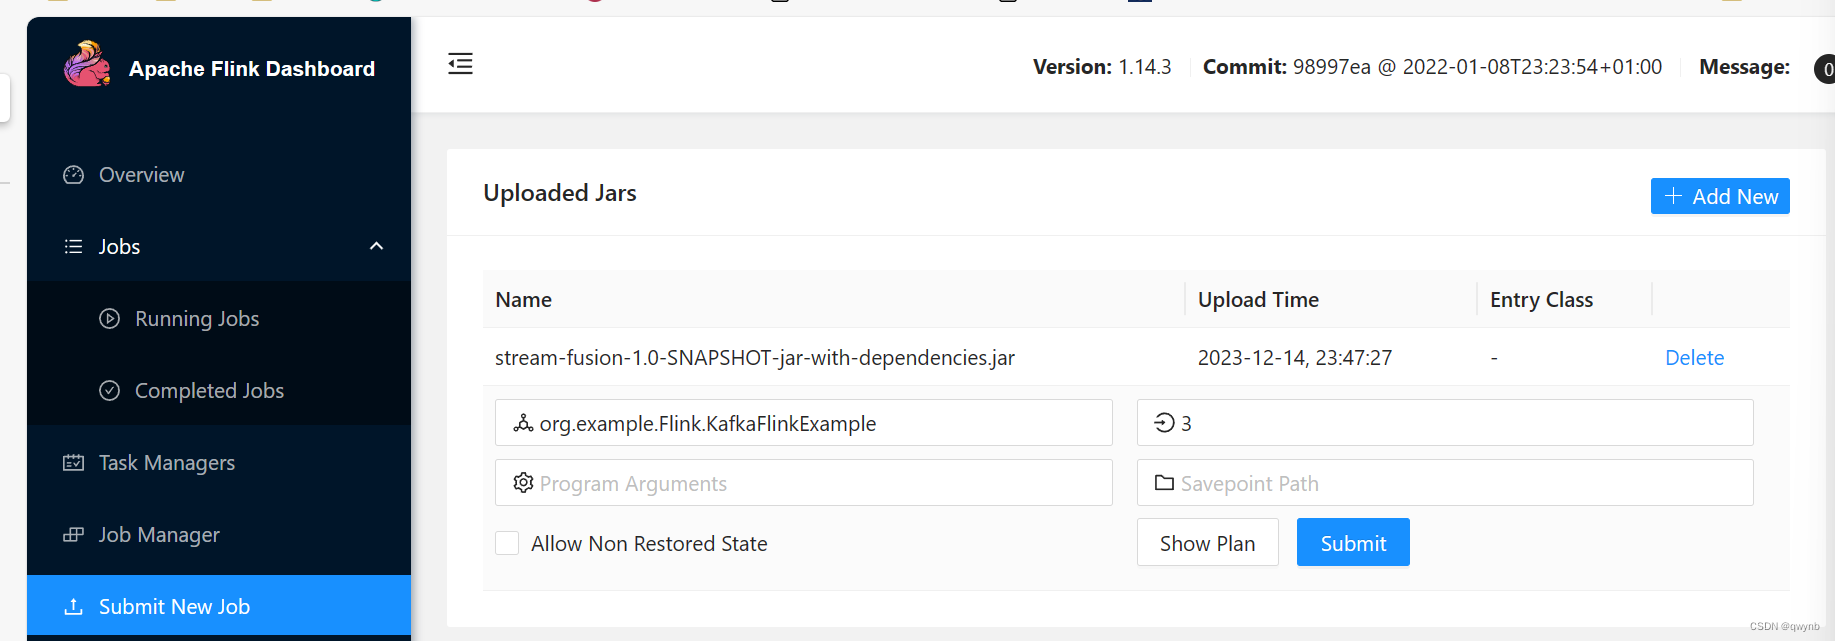 Apache Flink Dashboard
Version: 1.14.3
Commit: 98997ea @ 2022-01-08T23:23:54+01:00
Message:
0
Overview
Jobs
Running Jobs
Completed Jobs
Task Managers
Job Manager
Submit New Job
Uploaded Jars
Add New
Name
Upload Time
Entry Class
stream-fusion-1.0-SNAPSHOT-jar-with-dependencies.jar
2023-12-14, 23:47:27
-
Delete
org.example.Flink.KafkaFlinkExample
3
Program Arguments
Savepoint Path
Allow Non Restored State
Show Plan
Submit
CSDN @qwynb